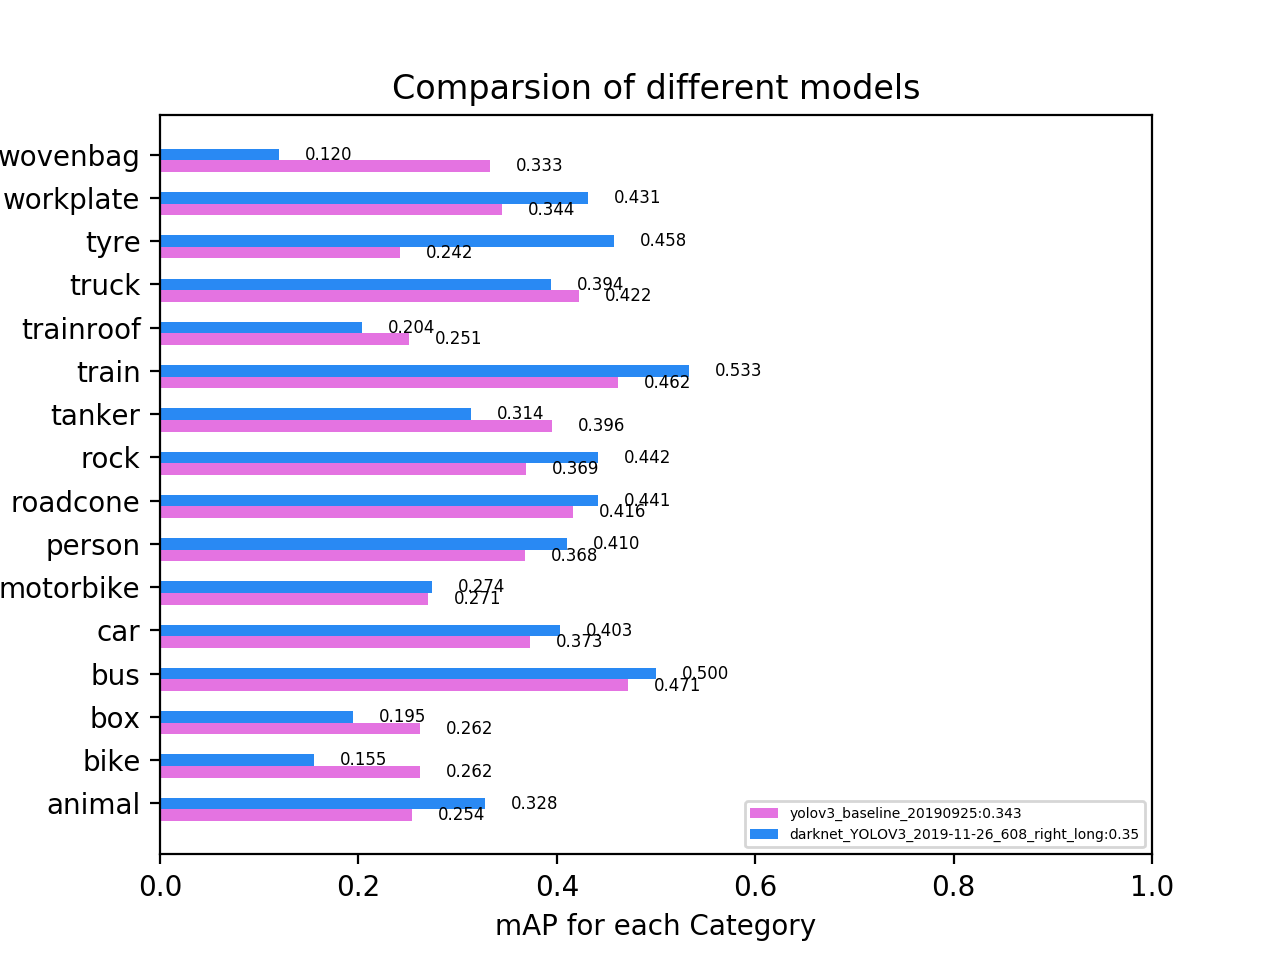 Comparsion of different models
wovenbag 0.120
0.333
workplate 0.431
0.344
tyre 0.458
0.242
truck 0.394
0.422
trainroof 0.204
0.251
train 0.533
0.462
tanker 0.314
0.396
rock 0.442
0.369
roadcone 0.441
0.416
person 0.410
0.368
motorbike 0.274
0.271
car 0.403
0.373
bus 0.500
0.471
box 0.195
0.262
bike 0.155
0.262
animal 0.328
0.254
yolov3_baseline_20190925:0.343
darknet_YOLOV3_2019-11-26_608_right_long:0.35
0.0 0.2 0.4 0.6 0.8 1.0
mAP for each Category